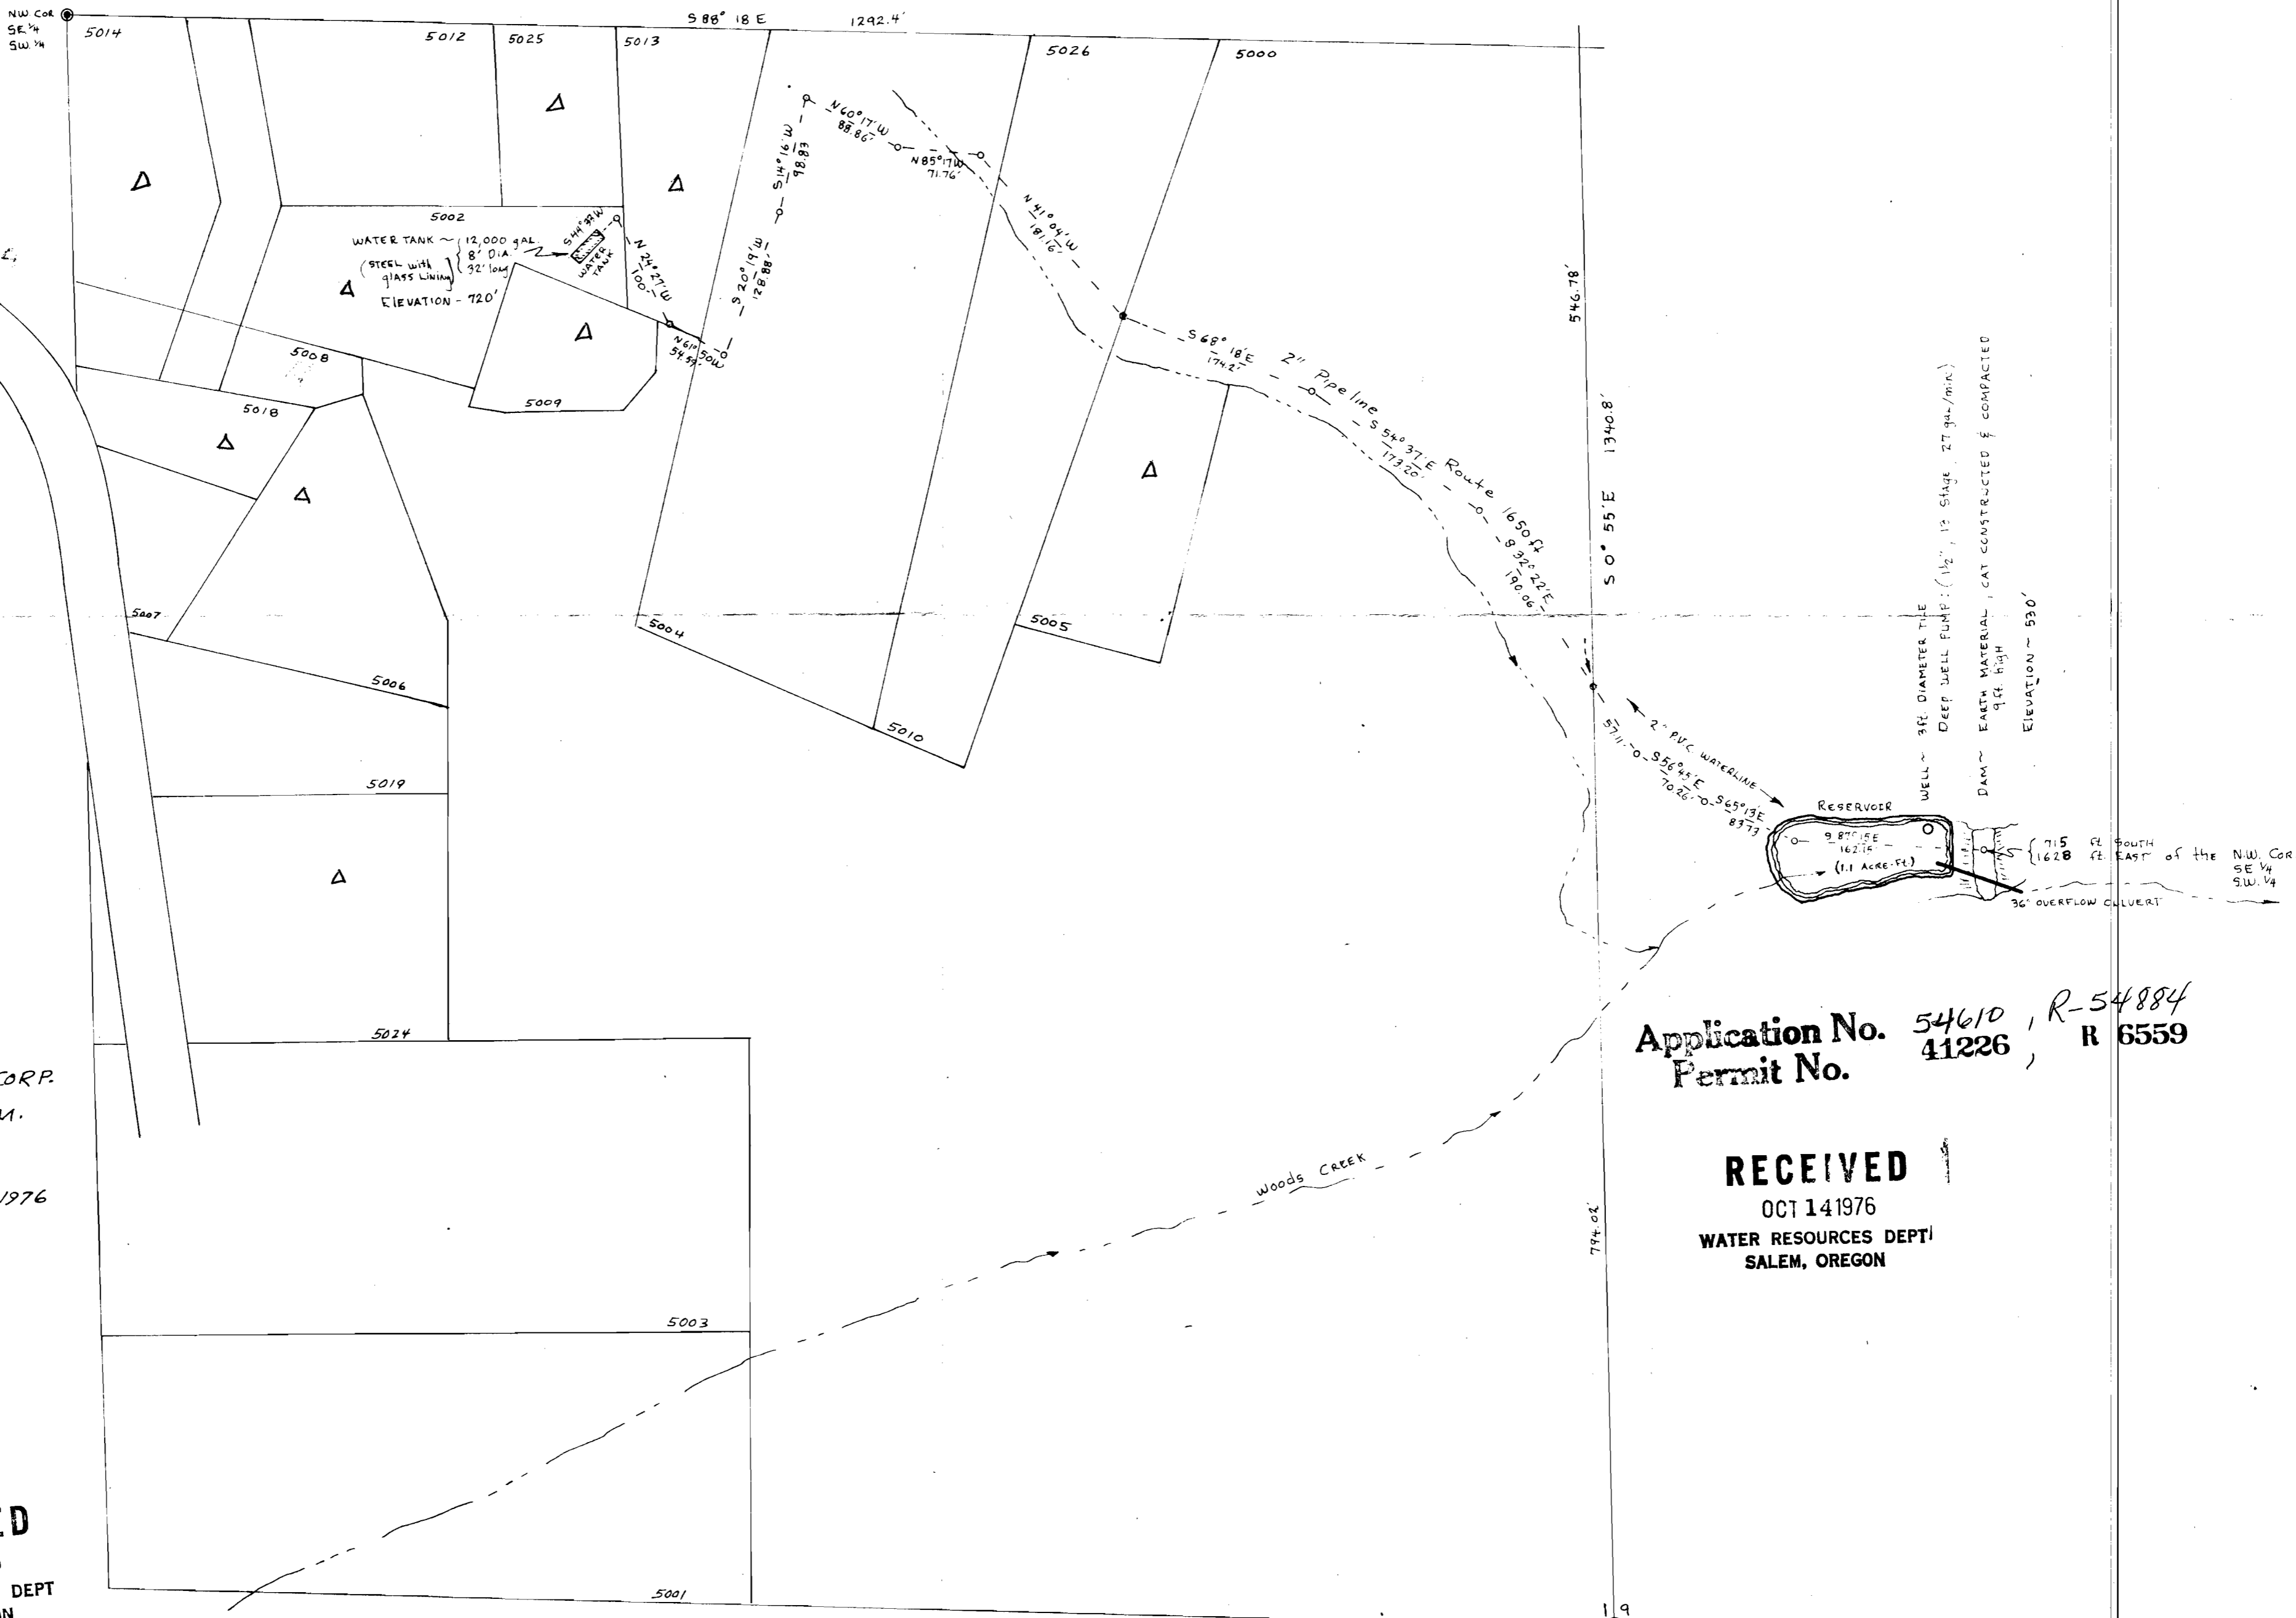 NW. COR
SE 1/4
SW. 1/4
S 88° 18 E 1292.4'
5014
5012
5025
5013
5026
5000
N 60° 17' W
88.86'
N 85° 17 W
71.76'
S 14° 16' W
98.83
N 41° 04' W
181.16'
5002
WATER TANK ~ 12,000 gAL.
8' DIA.
32' long
(STEEL with
glASS LINING)
ELEVATION - 720'
WATER
TANK
N 24° 27' W
100'
S 20° 19' W
128.88'
N 61° 50 W
54.59'
5008
5009
5018
S 68° 18' E
174.2'
2" Pipeline Route 1650 ft
S 54° 37' E
173.20'
S 32° 22' E
190.06
546.78'
S 0° 55' E 1340.8'
5007
5004
5005
5006
5010
5019
WELL ~ 3ft. DIAMETER TILE
DEEP WELL PUMP: (1 1/2", 13 Stage, 27 gal/min)
DAM ~ EARTH MATERIAL, CAT CONSTRUCTED & COMPACTED
9 ft. high
ELEVATION ~ 530'
2" P.V.C. WATERLINE
57.11
S 56° 45' E
70.26'
S 65° 13' E
83.73
RESERVOIR
S 87° 15 E
162.15
(1.1 ACRE-FT.)
715 ft. SOUTH
1628 ft. EAST of the N.W. COR
SE 1/4
S.W. 1/4
36" OVERFLOW CULVERT
5024
Application No. 54610, R-54884
Permit No. 41226, R 6559
CORP.
M.
1976
RECEIVED
OCT 14 1976
WATER RESOURCES DEPT
SALEM, OREGON
Woods CREEK
794.02'
5003
5001
ED
DEPT
ON
19